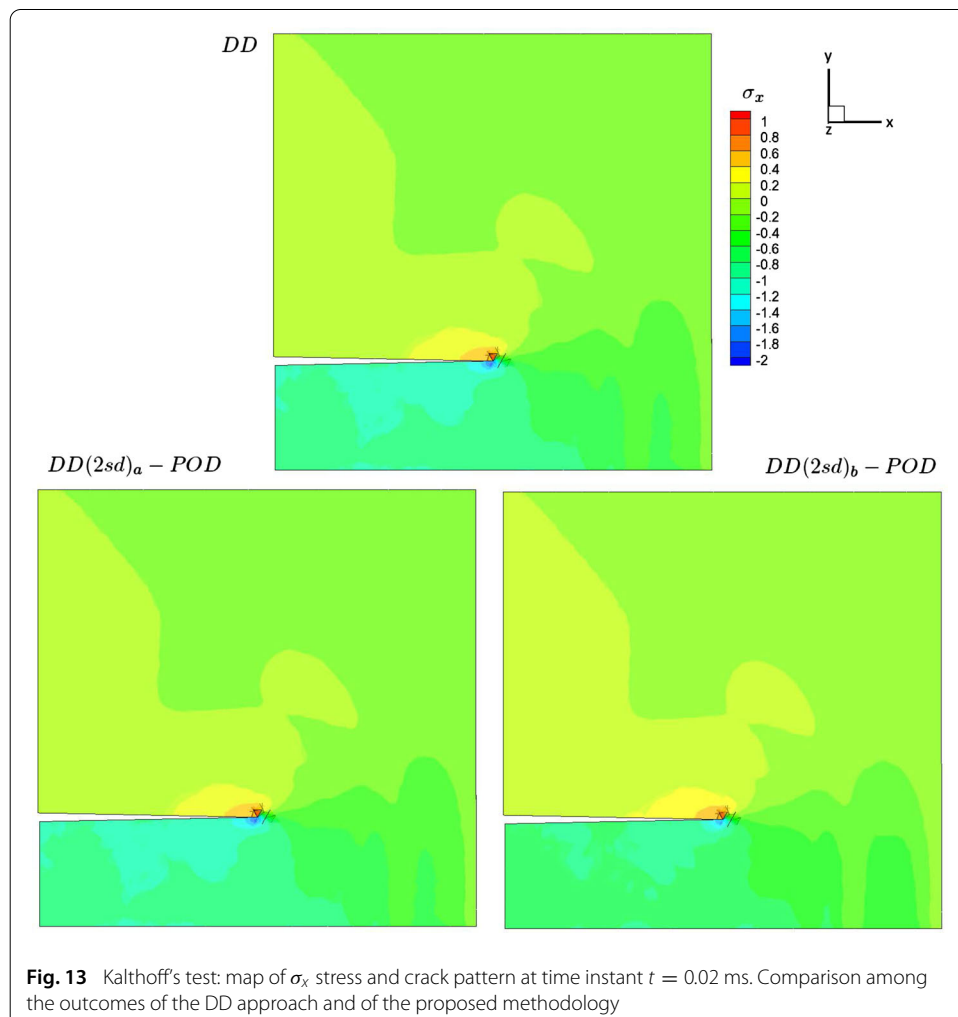 DD
y
z
x
σx
1
0.8
0.6
0.4
0.2
0
-0.2
-0.4
-0.6
-0.8
-1
-1.2
-1.4
-1.6
-1.8
-2
DD(2sd)a − POD
DD(2sd)b − POD
Fig. 13 Kalthoff's test: map of σx stress and crack pattern at time instant t = 0.02 ms. Comparison among
the outcomes of the DD approach and of the proposed methodology